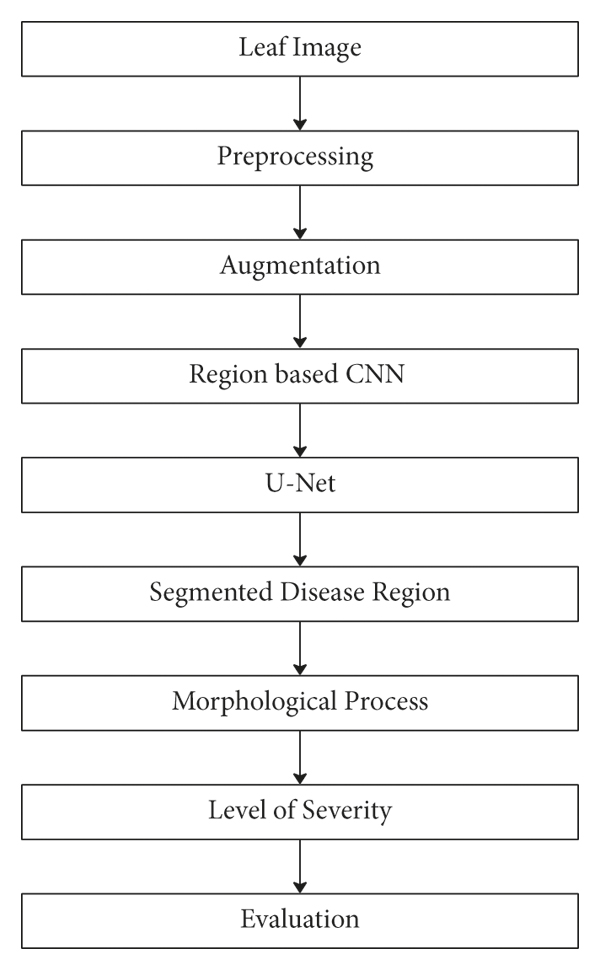 Leaf Image
Preprocessing
Augmentation
Region based CNN
U-Net
Segmented Disease Region
Morphological Process
Level of Severity
Evaluation